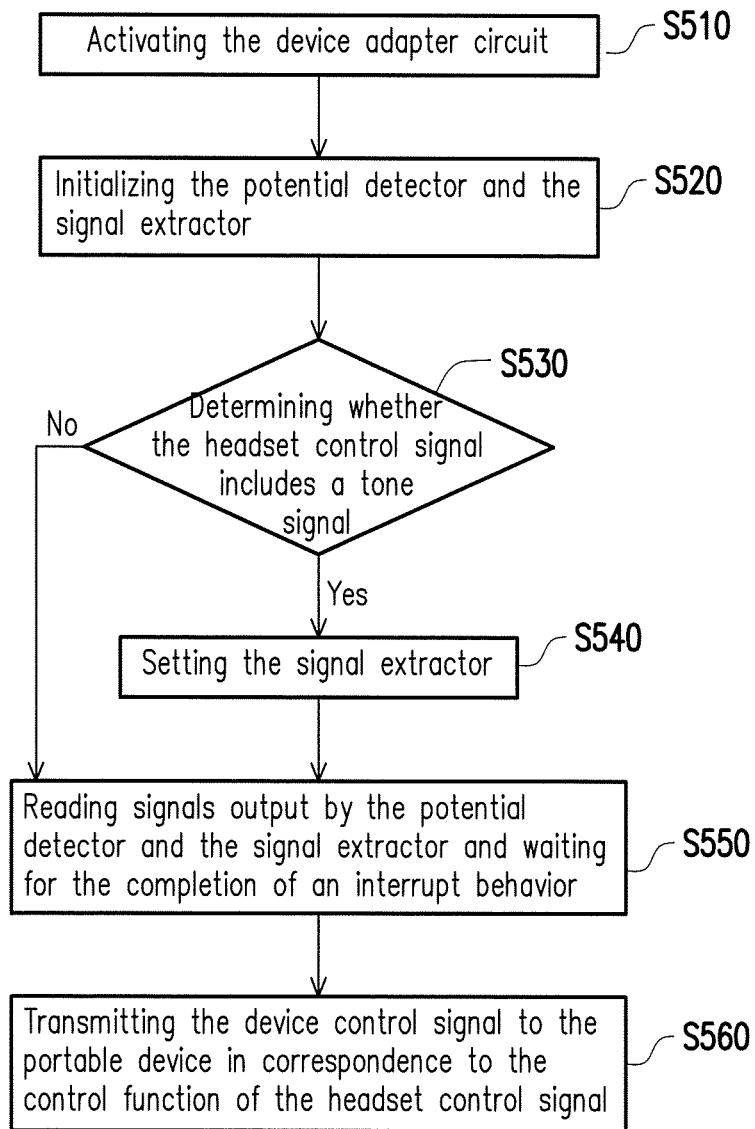 Activating the device adapter circuit
S510
Initializing the potential detector and the
signal extractor
S520
S530
Determining whether
the headset control signal
includes a tone
signal
No
Yes
S540
Setting the signal extractor
Reading signals output by the potential
detector and the signal extractor and waiting
for the completion of an interrupt behavior
S550
Transmitting the device control signal to the
portable device in correspondence to the
control function of the headset control signal
S560